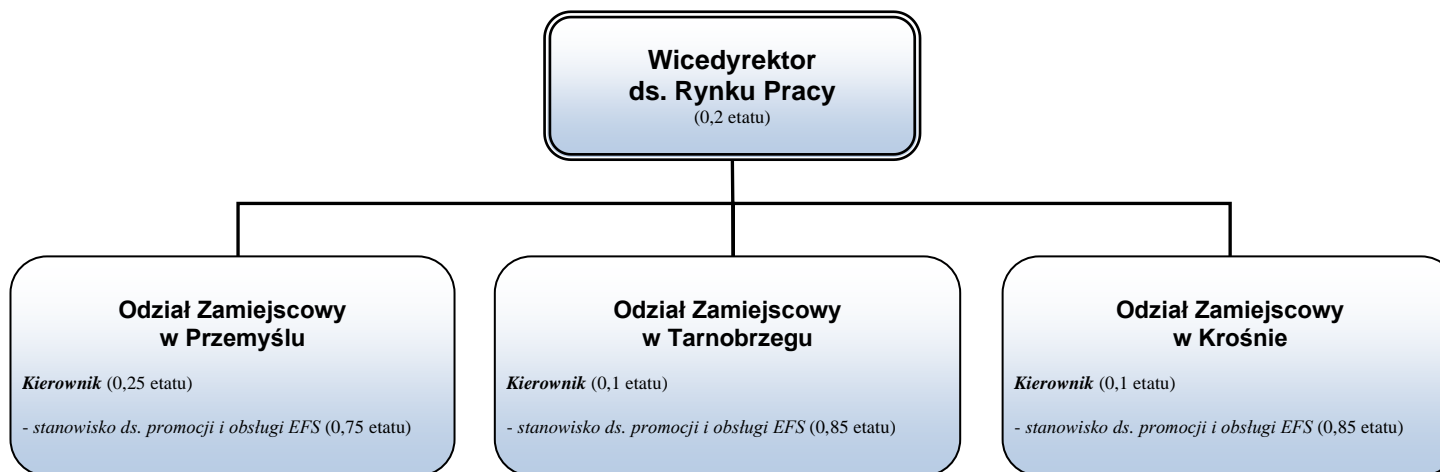 Wicedyrektor
ds. Rynku Pracy
(0,2 etatu)
Odział Zamiejscowy
w Przemyślu
Kierownik (0,25 etatu)
- stanowisko ds. promocji i obsługi EFS (0,75 etatu)
Odział Zamiejscowy
w Tarnobrzegu
Kierownik (0,1 etatu)
- stanowisko ds. promocji i obsługi EFS (0,85 etatu)
Odział Zamiejscowy
w Krośnie
Kierownik (0,1 etatu)
- stanowisko ds. promocji i obsługi EFS (0,85 etatu)